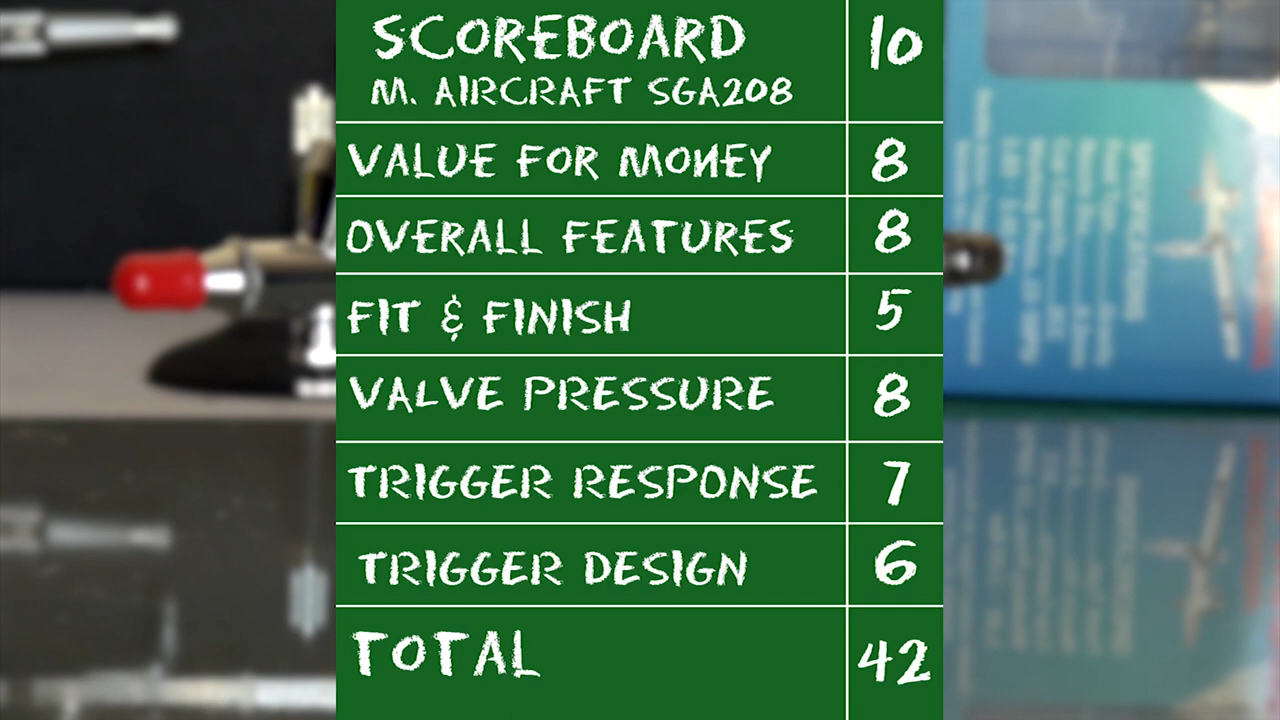 SCOREBOARD 10
M. AIRCRAFT SGA208
VALUE FOR MONEY 8
OVERALL FEATURES 8
FIT & FINISH 5
VALVE PRESSURE 8
TRIGGER RESPONSE 7
TRIGGER DESIGN 6
TOTAL 42
SPECIFICATIONS